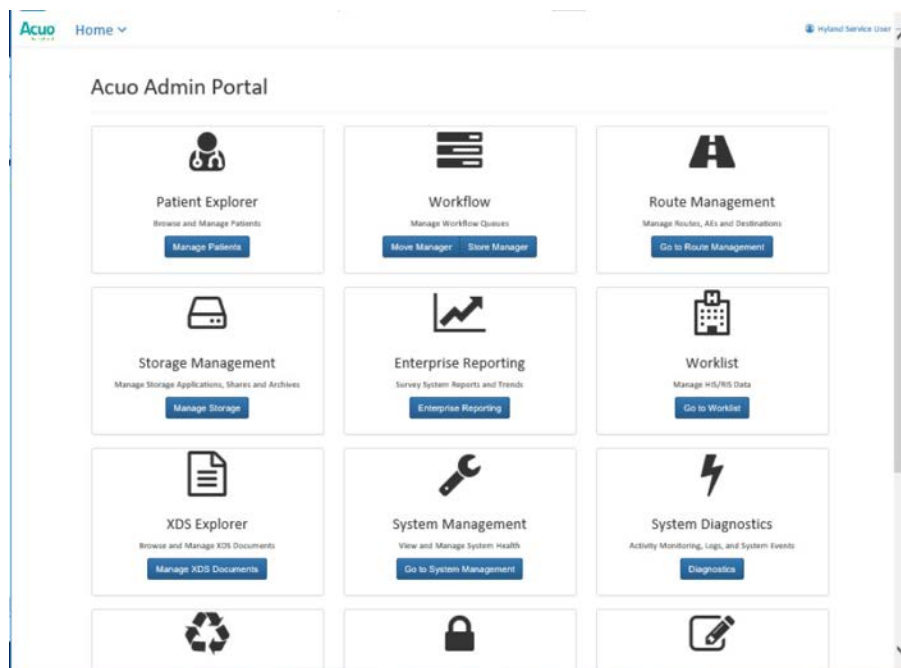 Acuo
Home
Hyland Service User
Acuo Admin Portal
Patient Explorer
Browse and Manage Patients
Manage Patients
Workflow
Manage Workflow Queues
Move Manager
Store Manager
Route Management
Manage Routes, AEs and Destinations
Go to Route Management
Storage Management
Manage Storage Applications, Shares and Archives
Manage Storage
Enterprise Reporting
Survey System Reports and Trends
Enterprise Reporting
H
Worklist
Manage HIS/RIS Data
Go to Worklist
XDS Explorer
Browse and Manage XDS Documents
Manage XDS Documents
System Management
View and Manage System Health
Go to System Management
System Diagnostics
Activity Monitoring, Logs, and System Events
Diagnostics